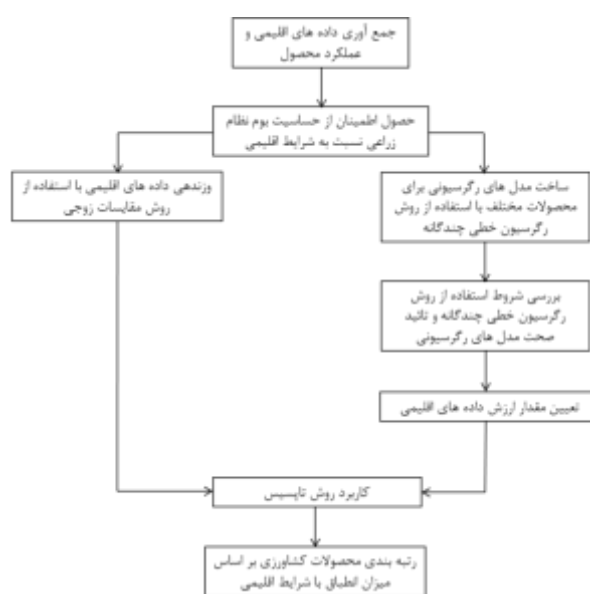 جمع آوری داده های اقلیمی و
عملکرد محصول
حصول اطمینان از حساسیت بوم نظام
زراعی نسبت به شرایط اقلیمی
وزندهی داده های اقلیمی با استفاده از
روش مقایسات زوجی
ساخت مدل های رگرسیونی برای
محصولات مختلف با استفاده از روش
رگرسیون خطی چندگانه
بررسی شروط استفاده از روش
رگرسیون خطی چندگانه و تائید
صحت مدل های رگرسیونی
تعیین مقدار ارزش داده های اقلیمی
کاربرد روش تاپسیس
رتبه بندی محصولات کشاورزی بر اساس
میزان انطباق با شرایط اقلیمی